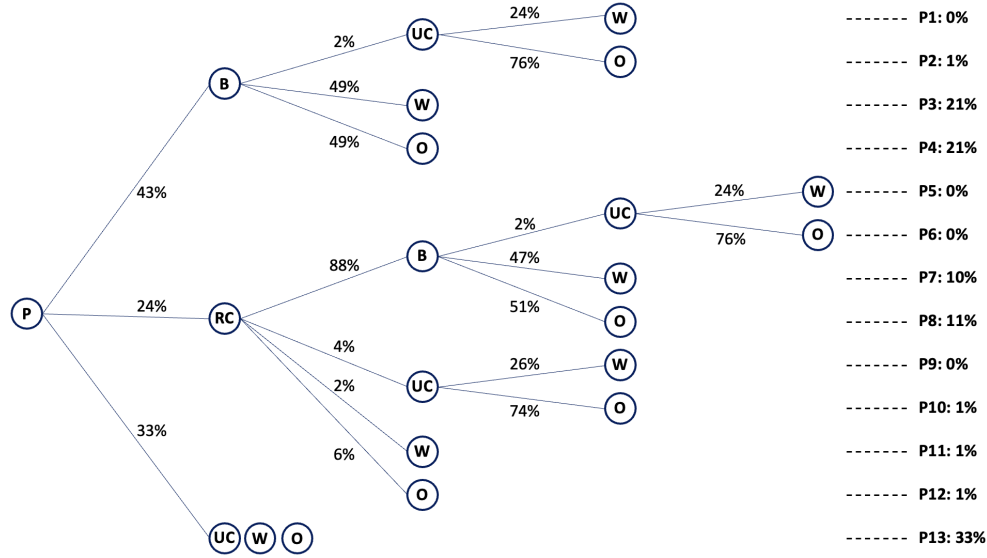 24% W P1: 0%
2% UC
76% O P2: 1%
B
49% W P3: 21%
49% O P4: 21%
43%
24% W P5: 0%
2% UC
76% O P6: 0%
88% B
47% W P7: 10%
51% O P8: 11%
P 24% RC
4% 26% W P9: 0%
2% UC
74% O P10: 1%
33%
6% W P11: 1%
O P12: 1%
UC W O P13: 33%